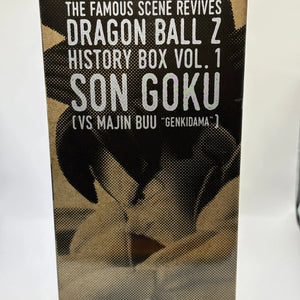 THE FAMOUS SCENE REVIVES
DRAGON BALL Z
HISTORY BOX VOL. 1
SON GOKU
(VS MAJIN BUU "GENKIDAMA")